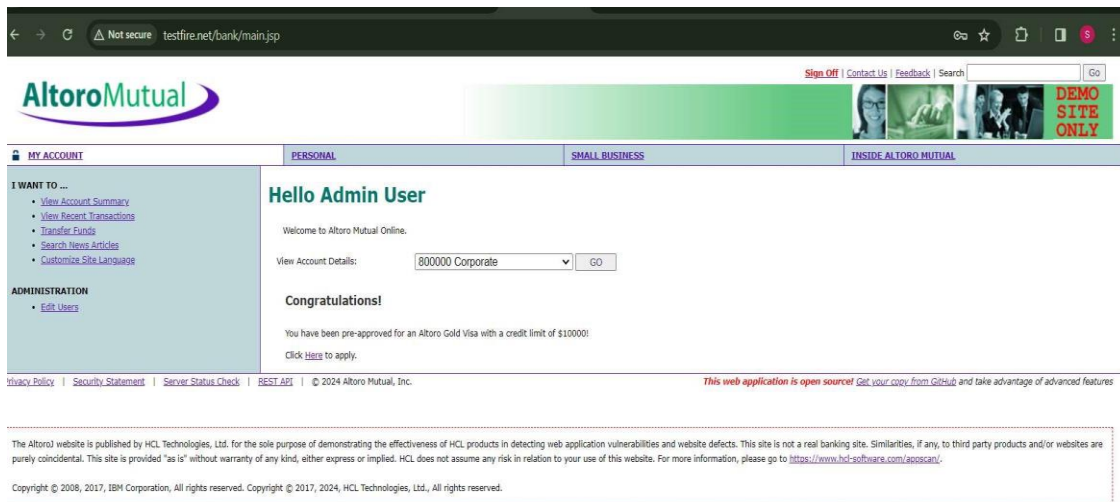 Not secure testfire.net/bank/main.jsp
S
Sign Off | Contact Us | Feedback | Search Go
AltoroMutual
DEMO
SITE
ONLY
MY ACCOUNT PERSONAL SMALL BUSINESS INSIDE ALTORO MUTUAL
I WANT TO ...
• View Account Summary
• View Recent Transactions
• Transfer Funds
• Search News Articles
• Customize Site Language
ADMINISTRATION
• Edit Users
Hello Admin User
Welcome to Altoro Mutual Online.
View Account Details: 800000 Corporate GO
Congratulations!
You have been pre-approved for an Altoro Gold Visa with a credit limit of $10000!
Click Here to apply.
Privacy Policy | Security Statement | Server Status Check | REST API | © 2024 Altoro Mutual, Inc. This web application is open source! Get your copy from GitHub and take advantage of advanced features
The AltoroJ website is published by HCL Technologies, Ltd. for the sole purpose of demonstrating the effectiveness of HCL products in detecting web application vulnerabilities and website defects. This site is not a real banking site. Similarities, if any, to third party products and/or websites are
purely coincidental. This site is provided "as is" without warranty of any kind, either express or implied. HCL does not assume any risk in relation to your use of this website. For more information, please go to https://www.hcl-software.com/appscan/.
Copyright © 2008, 2017, IBM Corporation, All rights reserved. Copyright © 2017, 2024, HCL Technologies, Ltd., All rights reserved.